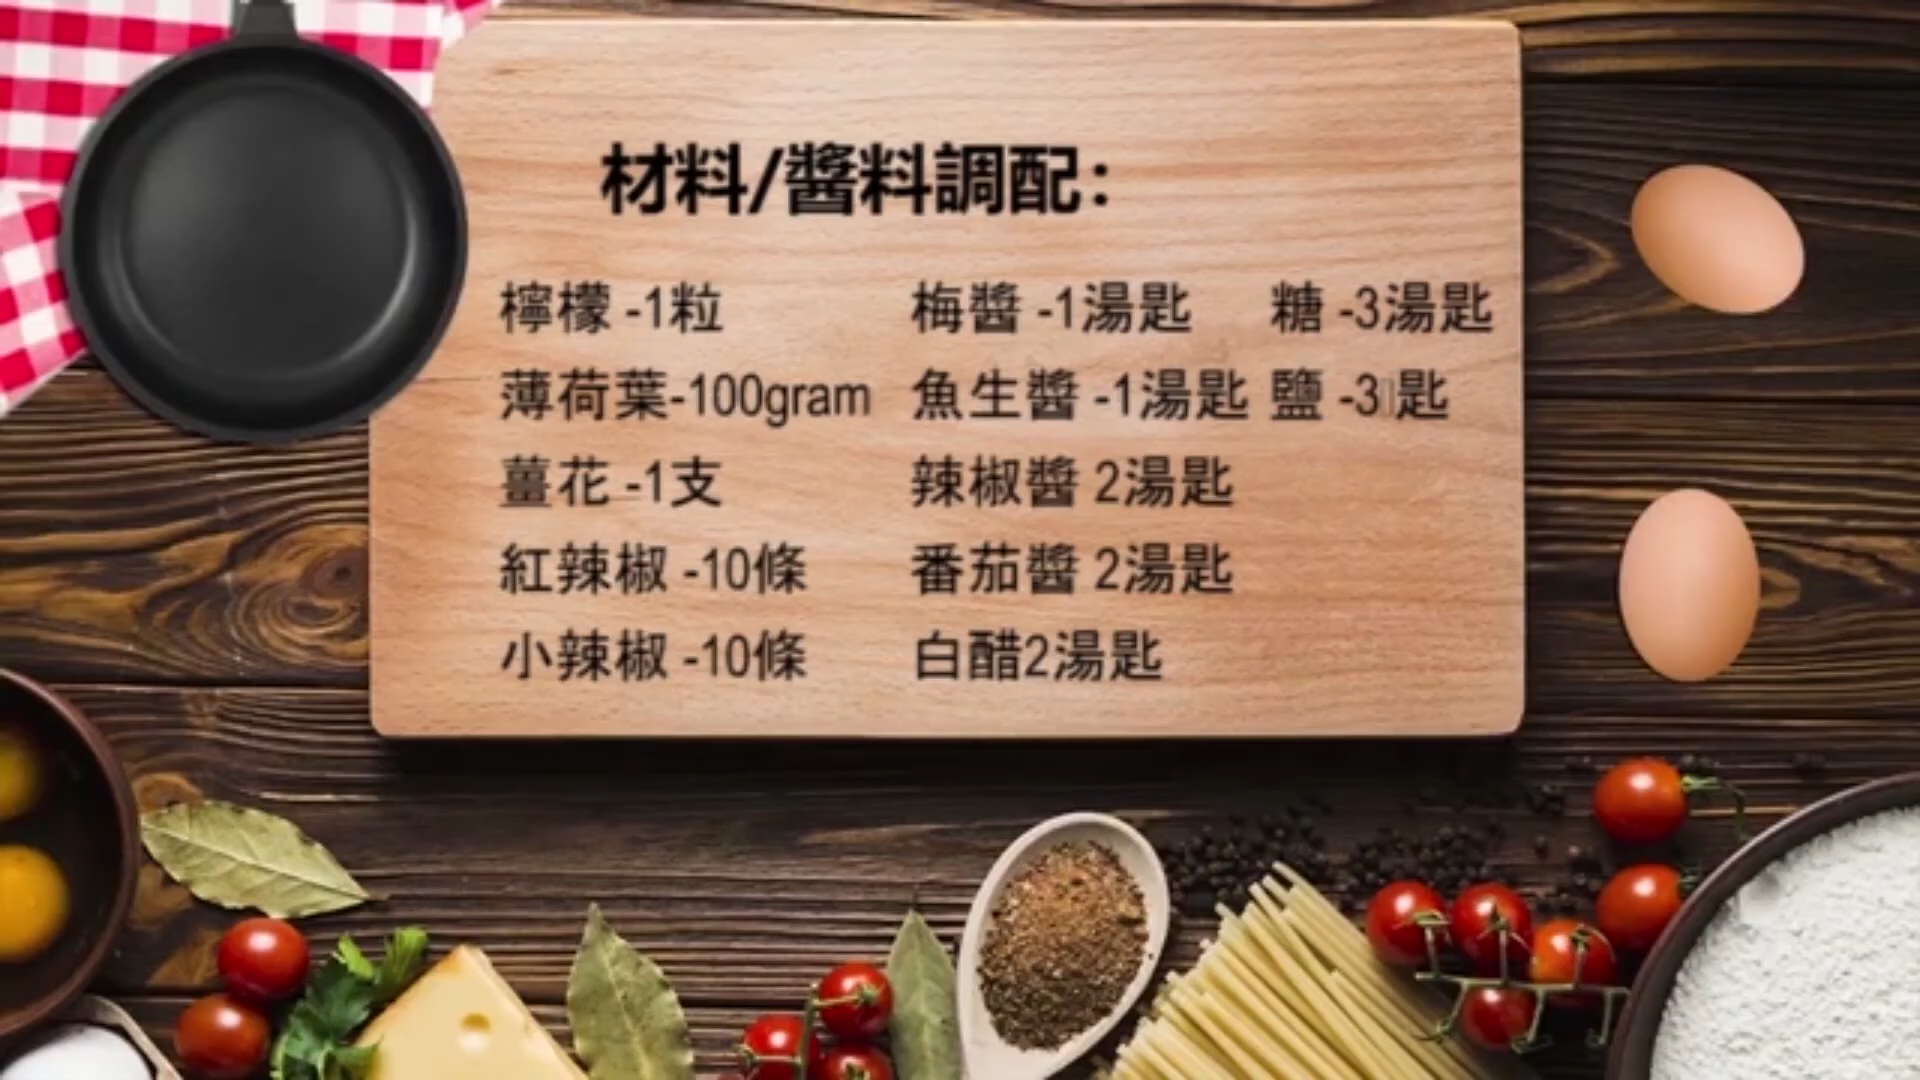 材料/醬料調配：
檸檬 -1粒 梅醬 -1湯匙 糖 -3湯匙
薄荷葉-100gram 魚生醬 -1湯匙 鹽 -3匙
薑花 -1支 辣椒醬 2湯匙
紅辣椒 -10條 番茄醬 2湯匙
小辣椒 -10條 白醋2湯匙